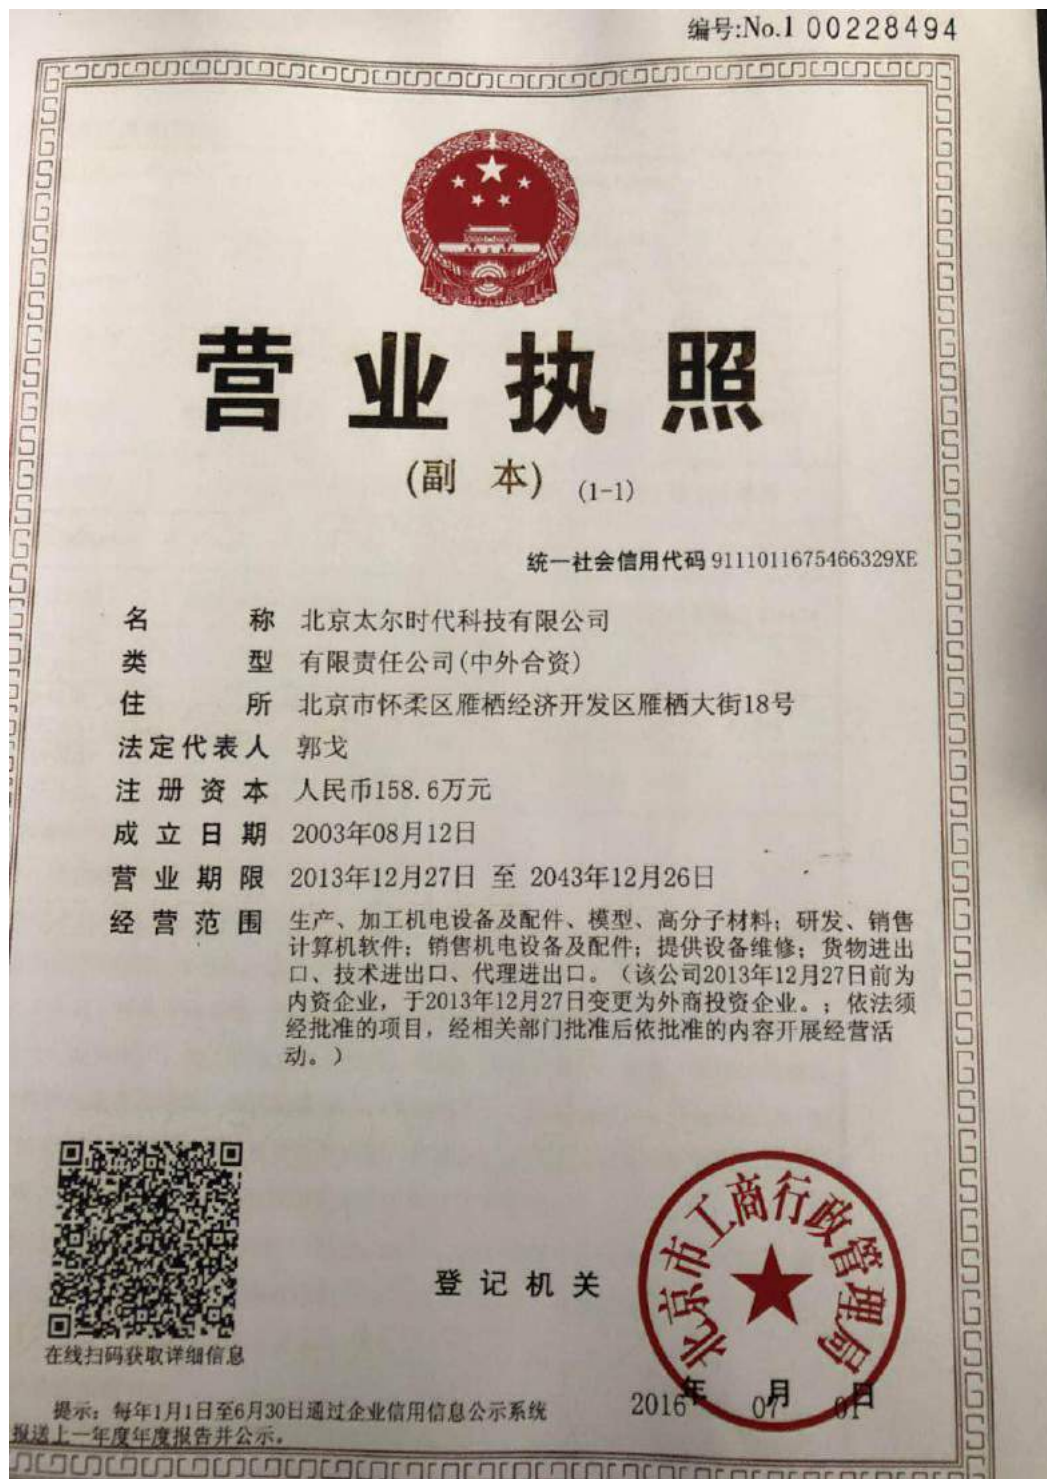 编号:No.1 00228494
营业执照
(副 本) (1-1)
统一社会信用代码 9111011675466329XE
名 称 北京太尔时代科技有限公司
类 型 有限责任公司(中外合资)
住 所 北京市怀柔区雁栖经济开发区雁栖大街18号
法定代表人 郭戈
注册资本 人民币158.6万元
成立日期 2003年08月12日
营业期限 2013年12月27日 至 2043年12月26日
经营范围 生产、加工机电设备及配件、模型、高分子材料；研发、销售
计算机软件；销售机电设备及配件；提供设备维修；货物进出
口、技术进出口、代理进出口。（该公司2013年12月27日前为
内资企业，于2013年12月27日变更为外商投资企业。；依法须
经批准的项目，经相关部门批准后依批准的内容开展经营活
动。）
北京市工商行政管理局
登记机关
在线扫码获取详细信息
2016年 07月 01日
提示：每年1月1日至6月30日通过企业信用信息公示系统
报送上一年度年度报告并公示。